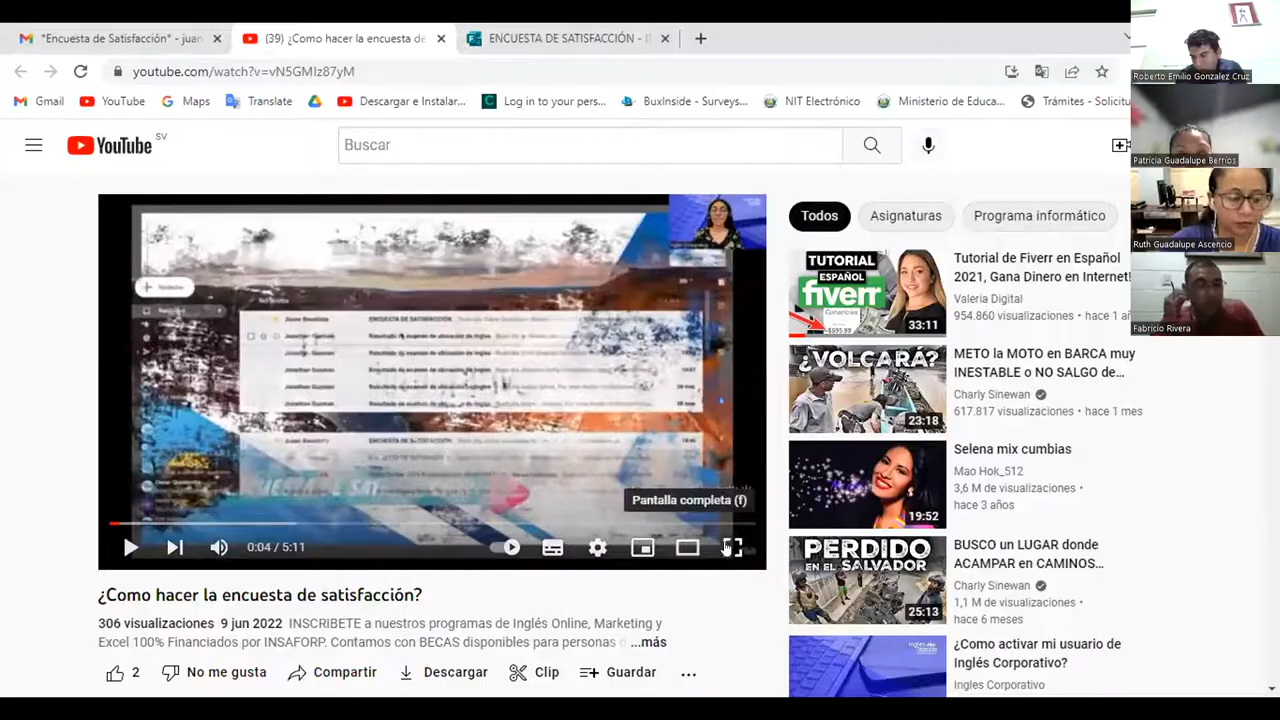 *Encuesta de Satisfacción* - juan
(39) ¿Como hacer la encuesta de
ENCUESTA DE SATISFACCIÓN - I
youtube.com/watch?v=vN5GMIz87yM
Gmail
YouTube
Maps
Translate
Descargar e Instalar...
Log in to your pers...
BuxInside - Surveys...
NIT Electrónico
Ministerio de Educa...
Trámites - Solicitu
YouTube SV
Buscar
Todos
Asignaturas
Programa informático
Pantalla completa (f)
0:04 / 5:11
¿Como hacer la encuesta de satisfacción?
306 visualizaciones 9 jun 2022 INSCRIBETE a nuestros programas de Inglés Online, Marketing y
Excel 100% Financiados por INSAFORP. Contamos con BECAS disponibles para personas ...más
2
No me gusta
Compartir
Descargar
Clip
Guardar
TUTORIAL
ESPAÑOL
fiverr
Ganancias
33:11
Tutorial de Fiverr en Español
2021, Gana Dinero en Internet!
Valeria Digital
954.860 visualizaciones • hace 1 añ
¿VOLCARÁ?
23:18
METO la MOTO en BARCA muy
INESTABLE o NO SALGO de...
Charly Sinewan
617.817 visualizaciones • hace 1 mes
19:52
Selena mix cumbias
Mao Hok_512
3,6 M de visualizaciones •
hace 3 años
PERDIDO
EN EL SALVADOR
25:13
BUSCO un LUGAR donde
ACAMPAR en CAMINOS...
Charly Sinewan
1,1 M de visualizaciones •
hace 6 meses
¿Como activar mi usuario de
Inglés Corporativo?
Ingles Corporativo
Roberto Emilio Gonzalez Cruz
Patricia Guadalupe Berrios
Ruth Guadalupe Ascencio
Fabricio Rivera